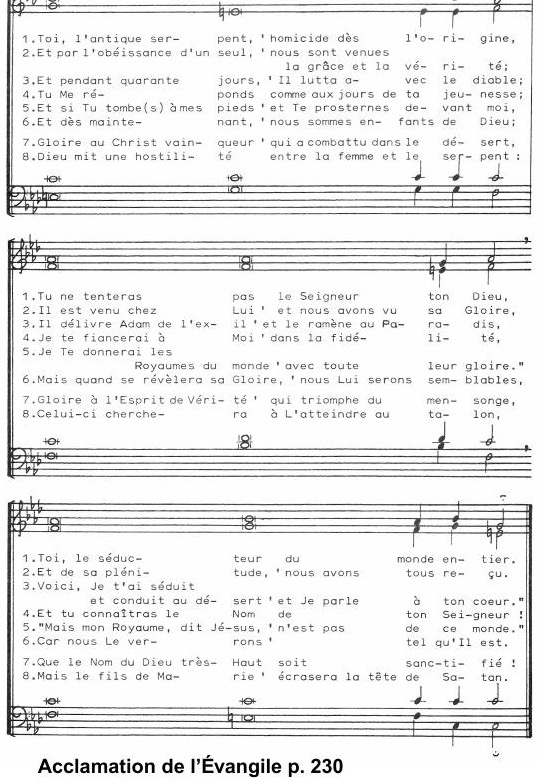 1.Toi, l'antique ser- pent, ' homicide dès l'o- ri- gine,
2.Et par l'obéissance d'un seul, ' nous sont venues
la grâce et la vé- ri- té;
3.Et pendant quarante jours, ' Il lutta a- vec le diable;
4.Tu Me ré- ponds comme aux jours de ta jeu- nesse;
5.Et si Tu tombe(s) à mes pieds ' et Te prosternes de- vant moi,
6.Et dès mainte- nant, ' nous sommes en- fants de Dieu;
7.Gloire au Christ vain- queur ' qui a combattu dans le dé- sert,
8.Dieu mit une hostili- té entre la femme et le ser- pent :
1.Tu ne tenteras pas le Seigneur ton Dieu,
2.Il est venu chez Lui ' et nous avons vu sa Gloire,
3.Il délivre Adam de l'ex- il ' et le ramène au Pa- ra- dis,
4.Je te fiancerai à Moi ' dans la fidé- li- té,
5.Je Te donnerai les
Royaumes du monde ' avec toute leur gloire."
6.Mais quand se révèlera sa Gloire, ' nous Lui serons sem- blables,
7.Gloire à l'Esprit de Véri- té ' qui triomphe du men- songe,
8.Celui-ci cherche- ra à L'atteindre au ta- lon,
1.Toi, le séduc- teur du monde en- tier.
2.Et de sa pléni- tude, ' nous avons tous re- çu.
3.Voici, Je t'ai séduit
et conduit au dé- sert ' et Je parle à ton coeur."
4.Et tu connaîtras le Nom de ton Sei-gneur !
5."Mais mon Royaume, dit Jé-sus, ' n'est pas de ce monde."
6.Car nous Le ver- rons ' tel qu'Il est.
7.Que le Nom du Dieu très- Haut soit sanc-ti- fié !
8.Mais le fils de Ma- rie ' écrasera la tête de Sa- tan.
Acclamation de l'Évangile p. 230